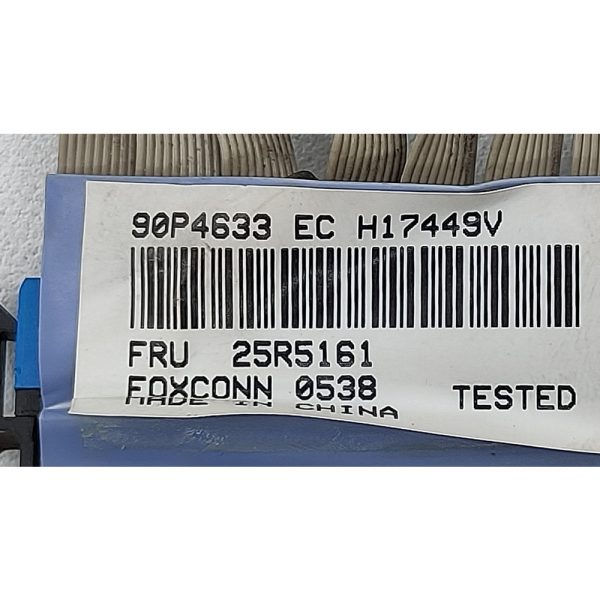 90P4633 EC H17449V
FRU 25R5161
FOXCONN 0538 TESTED
MADE IN CHINA